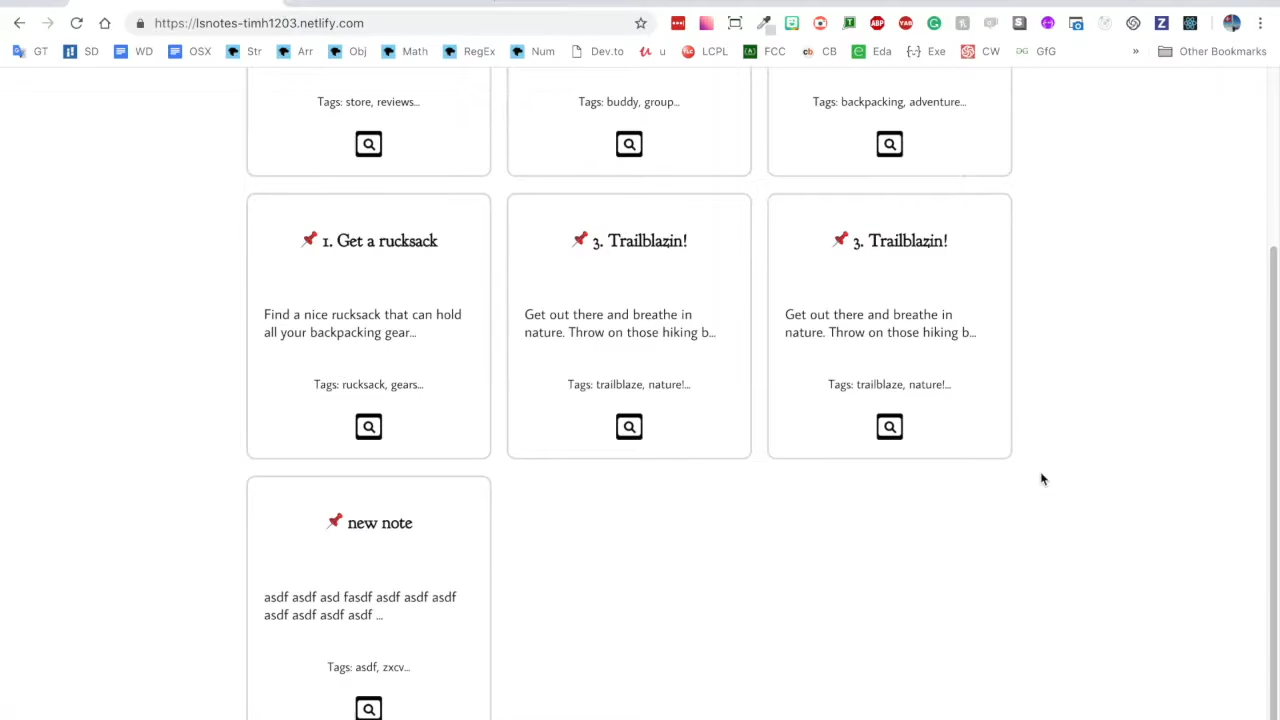 https://lsnotes-timh1203.netlify.com
GT SD WD OSX Str Arr Obj Math RegEx Num Dev.to u LCPL FCC CB Eda Exe CW GfG » Other Bookmarks
Tags: store, reviews... Tags: buddy, group... Tags: backpacking, adventure...
1. Get a rucksack
Find a nice rucksack that can hold
all your backpacking gear...
Tags: rucksack, gears...
3. Trailblazin!
Get out there and breathe in
nature. Throw on those hiking b...
Tags: trailblaze, nature!...
3. Trailblazin!
Get out there and breathe in
nature. Throw on those hiking b...
Tags: trailblaze, nature!...
new note
asdf asdf asd fasdf asdf asdf asdf
asdf asdf asdf asdf ...
Tags: asdf, zxcv...